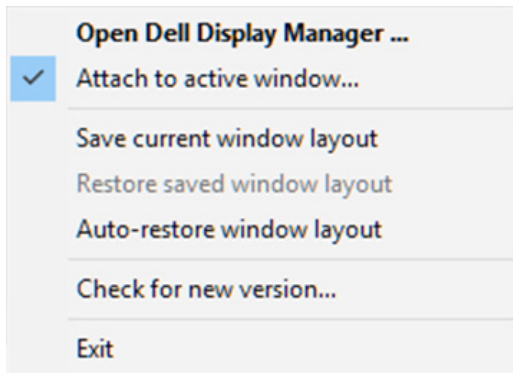 Open Dell Display Manager ...
Attach to active window...
Save current window layout
Restore saved window layout
Auto-restore window layout
Check for new version...
Exit